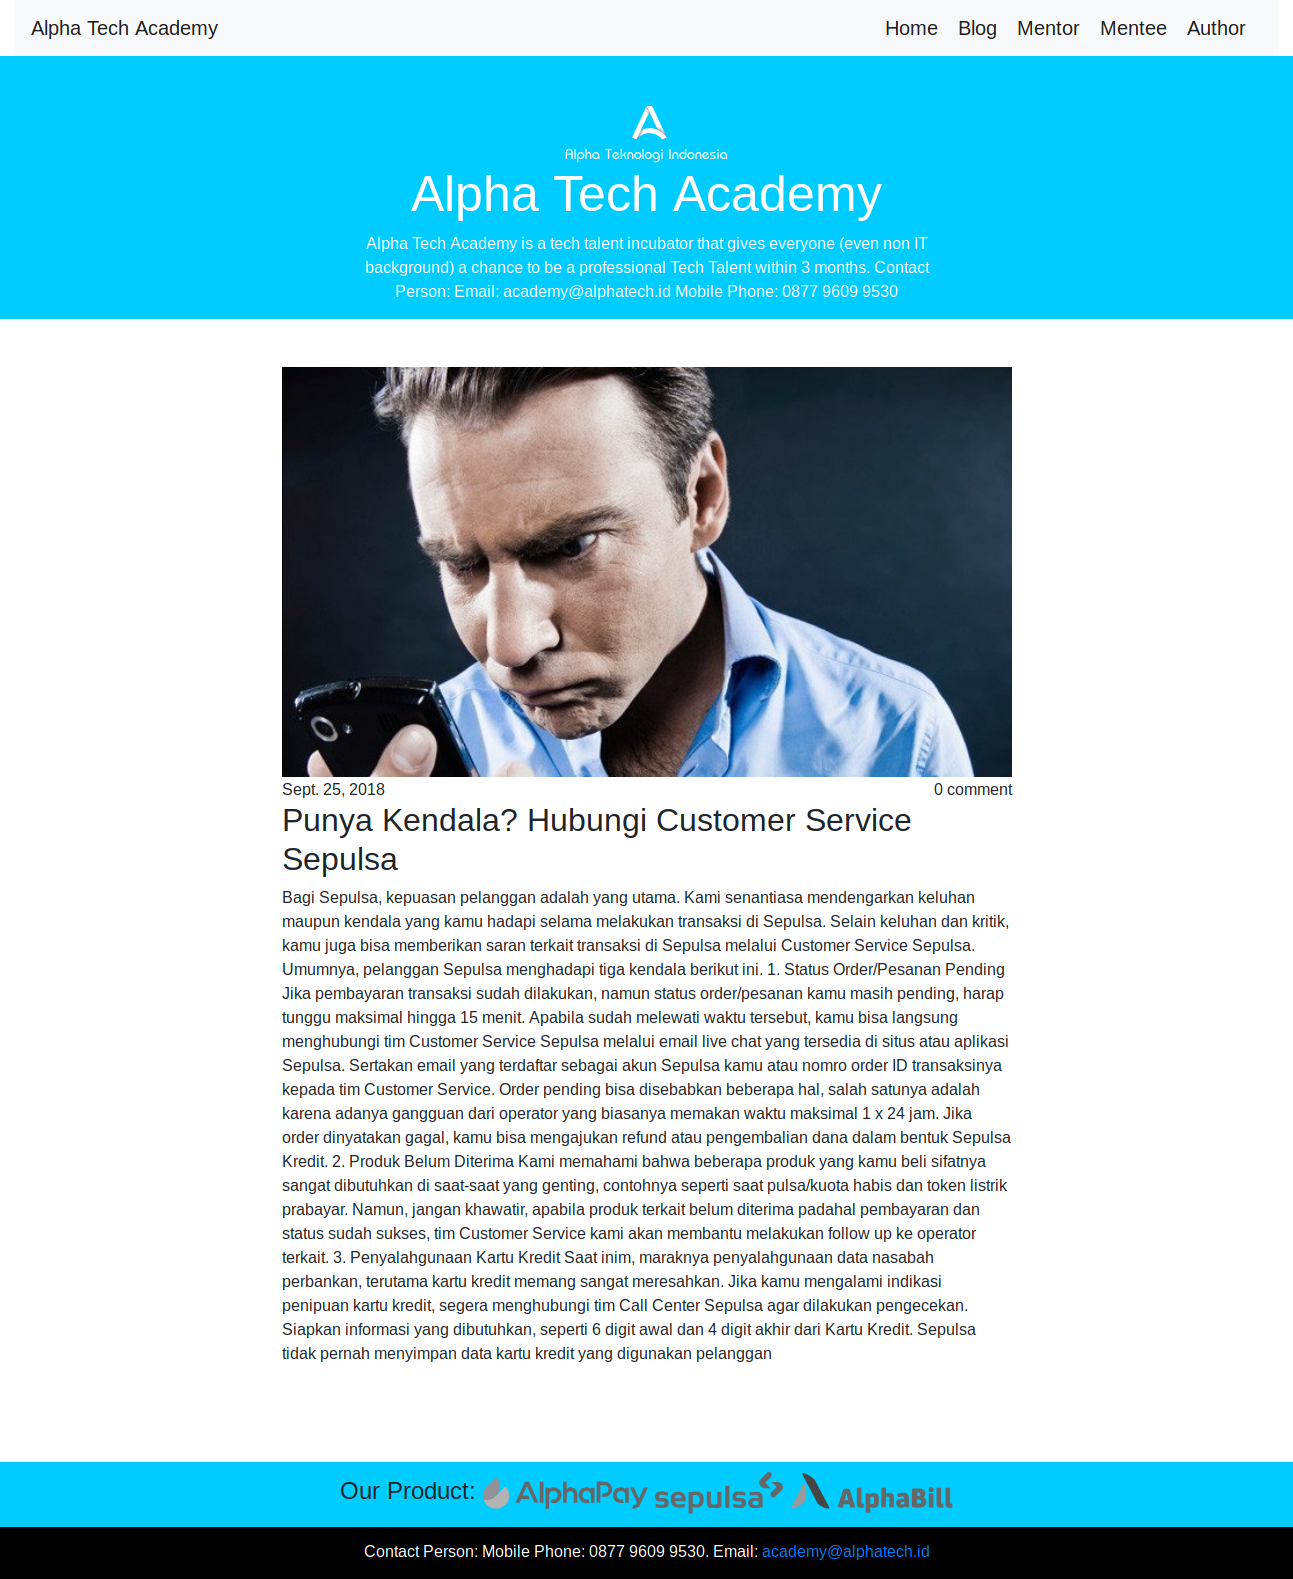 Alpha Tech Academy
Home Blog Mentor Mentee Author
Alpha Teknologi Indonesia
Alpha Tech Academy
Alpha Tech Academy is a tech talent incubator that gives everyone (even non IT
background) a chance to be a professional Tech Talent within 3 months. Contact
Person: Email: academy@alphatech.id Mobile Phone: 0877 9609 9530
Sept. 25, 2018
0 comment
Punya Kendala? Hubungi Customer Service
Sepulsa
Bagi Sepulsa, kepuasan pelanggan adalah yang utama. Kami senantiasa mendengarkan keluhan
maupun kendala yang kamu hadapi selama melakukan transaksi di Sepulsa. Selain keluhan dan kritik,
kamu juga bisa memberikan saran terkait transaksi di Sepulsa melalui Customer Service Sepulsa.
Umumnya, pelanggan Sepulsa menghadapi tiga kendala berikut ini. 1. Status Order/Pesanan Pending
Jika pembayaran transaksi sudah dilakukan, namun status order/pesanan kamu masih pending, harap
tunggu maksimal hingga 15 menit. Apabila sudah melewati waktu tersebut, kamu bisa langsung
menghubungi tim Customer Service Sepulsa melalui email live chat yang tersedia di situs atau aplikasi
Sepulsa. Sertakan email yang terdaftar sebagai akun Sepulsa kamu atau nomro order ID transaksinya
kepada tim Customer Service. Order pending bisa disebabkan beberapa hal, salah satunya adalah
karena adanya gangguan dari operator yang biasanya memakan waktu maksimal 1 x 24 jam. Jika
order dinyatakan gagal, kamu bisa mengajukan refund atau pengembalian dana dalam bentuk Sepulsa
Kredit. 2. Produk Belum Diterima Kami memahami bahwa beberapa produk yang kamu beli sifatnya
sangat dibutuhkan di saat-saat yang genting, contohnya seperti saat pulsa/kuota habis dan token listrik
prabayar. Namun, jangan khawatir, apabila produk terkait belum diterima padahal pembayaran dan
status sudah sukses, tim Customer Service kami akan membantu melakukan follow up ke operator
terkait. 3. Penyalahgunaan Kartu Kredit Saat inim, maraknya penyalahgunaan data nasabah
perbankan, terutama kartu kredit memang sangat meresahkan. Jika kamu mengalami indikasi
penipuan kartu kredit, segera menghubungi tim Call Center Sepulsa agar dilakukan pengecekan.
Siapkan informasi yang dibutuhkan, seperti 6 digit awal dan 4 digit akhir dari Kartu Kredit. Sepulsa
tidak pernah menyimpan data kartu kredit yang digunakan pelanggan
Our Product: AlphaPay sepulsa AlphaBill
Contact Person: Mobile Phone: 0877 9609 9530. Email: academy@alphatech.id